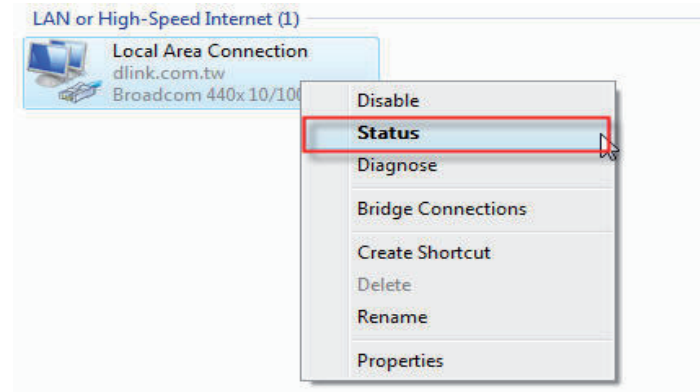 LAN or High-Speed Internet (1)
Local Area Connection
dlink.com.tw
Broadcom 440x 10/100
Disable
Status
Diagnose
Bridge Connections
Create Shortcut
Delete
Rename
Properties